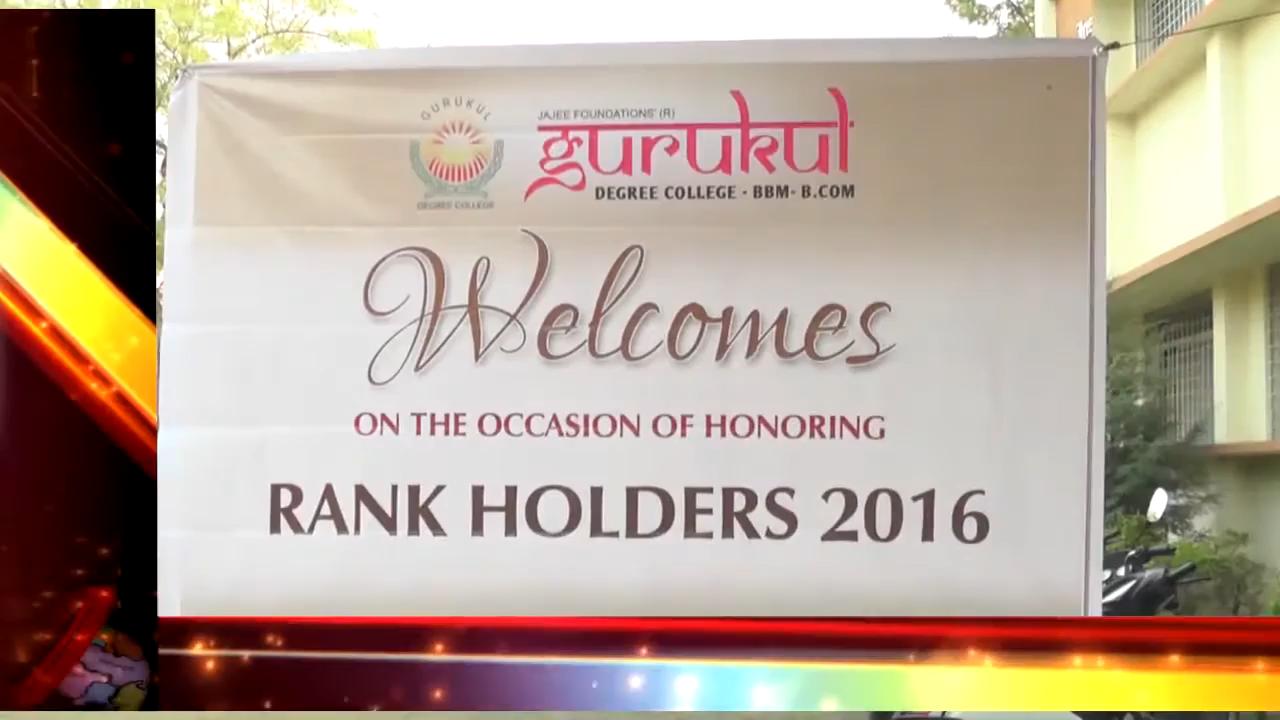 GURUKUL
DEGREE COLLEGE
JAJEE FOUNDATIONS' (R)
gurukul
DEGREE COLLEGE - BBM- B.COM
Welcomes
ON THE OCCASION OF HONORING
RANK HOLDERS 2016